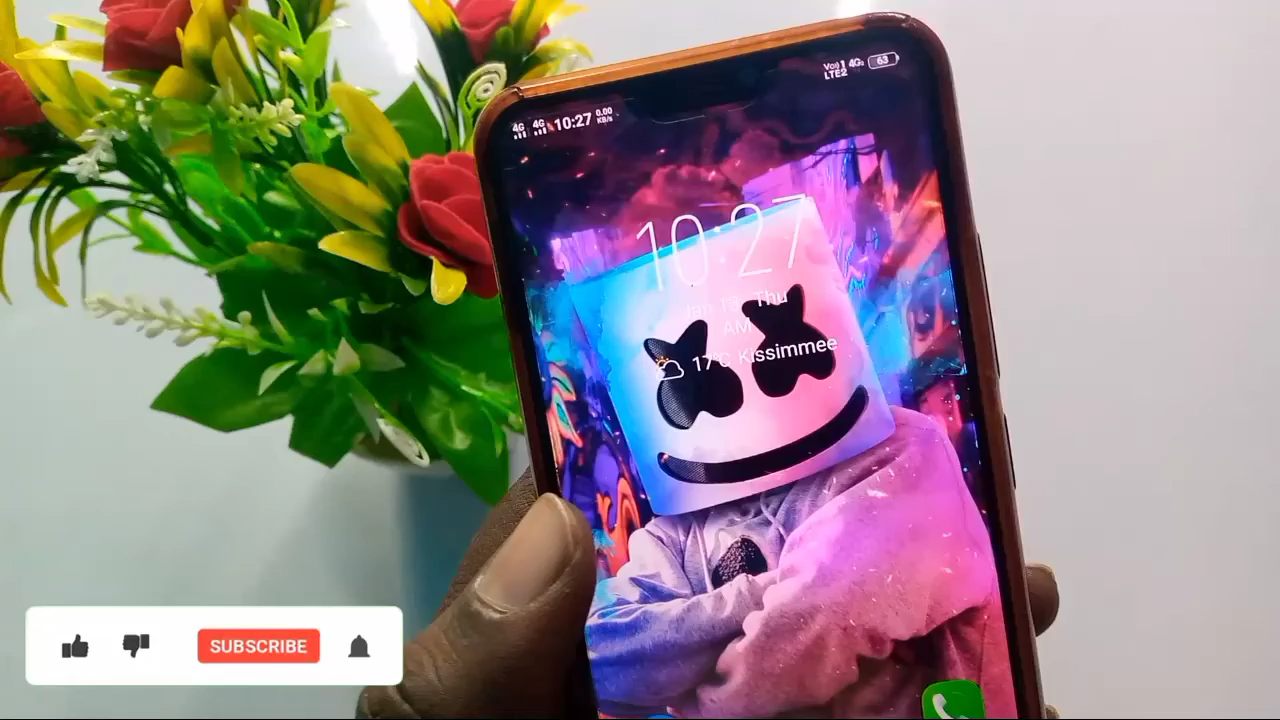 4G 4G 10:27 0.00 KB/s
Vo) 1 4G 63
LTE2
10:27
Jan 13 Thu
AM
17°C Kissimmee
SUBSCRIBE